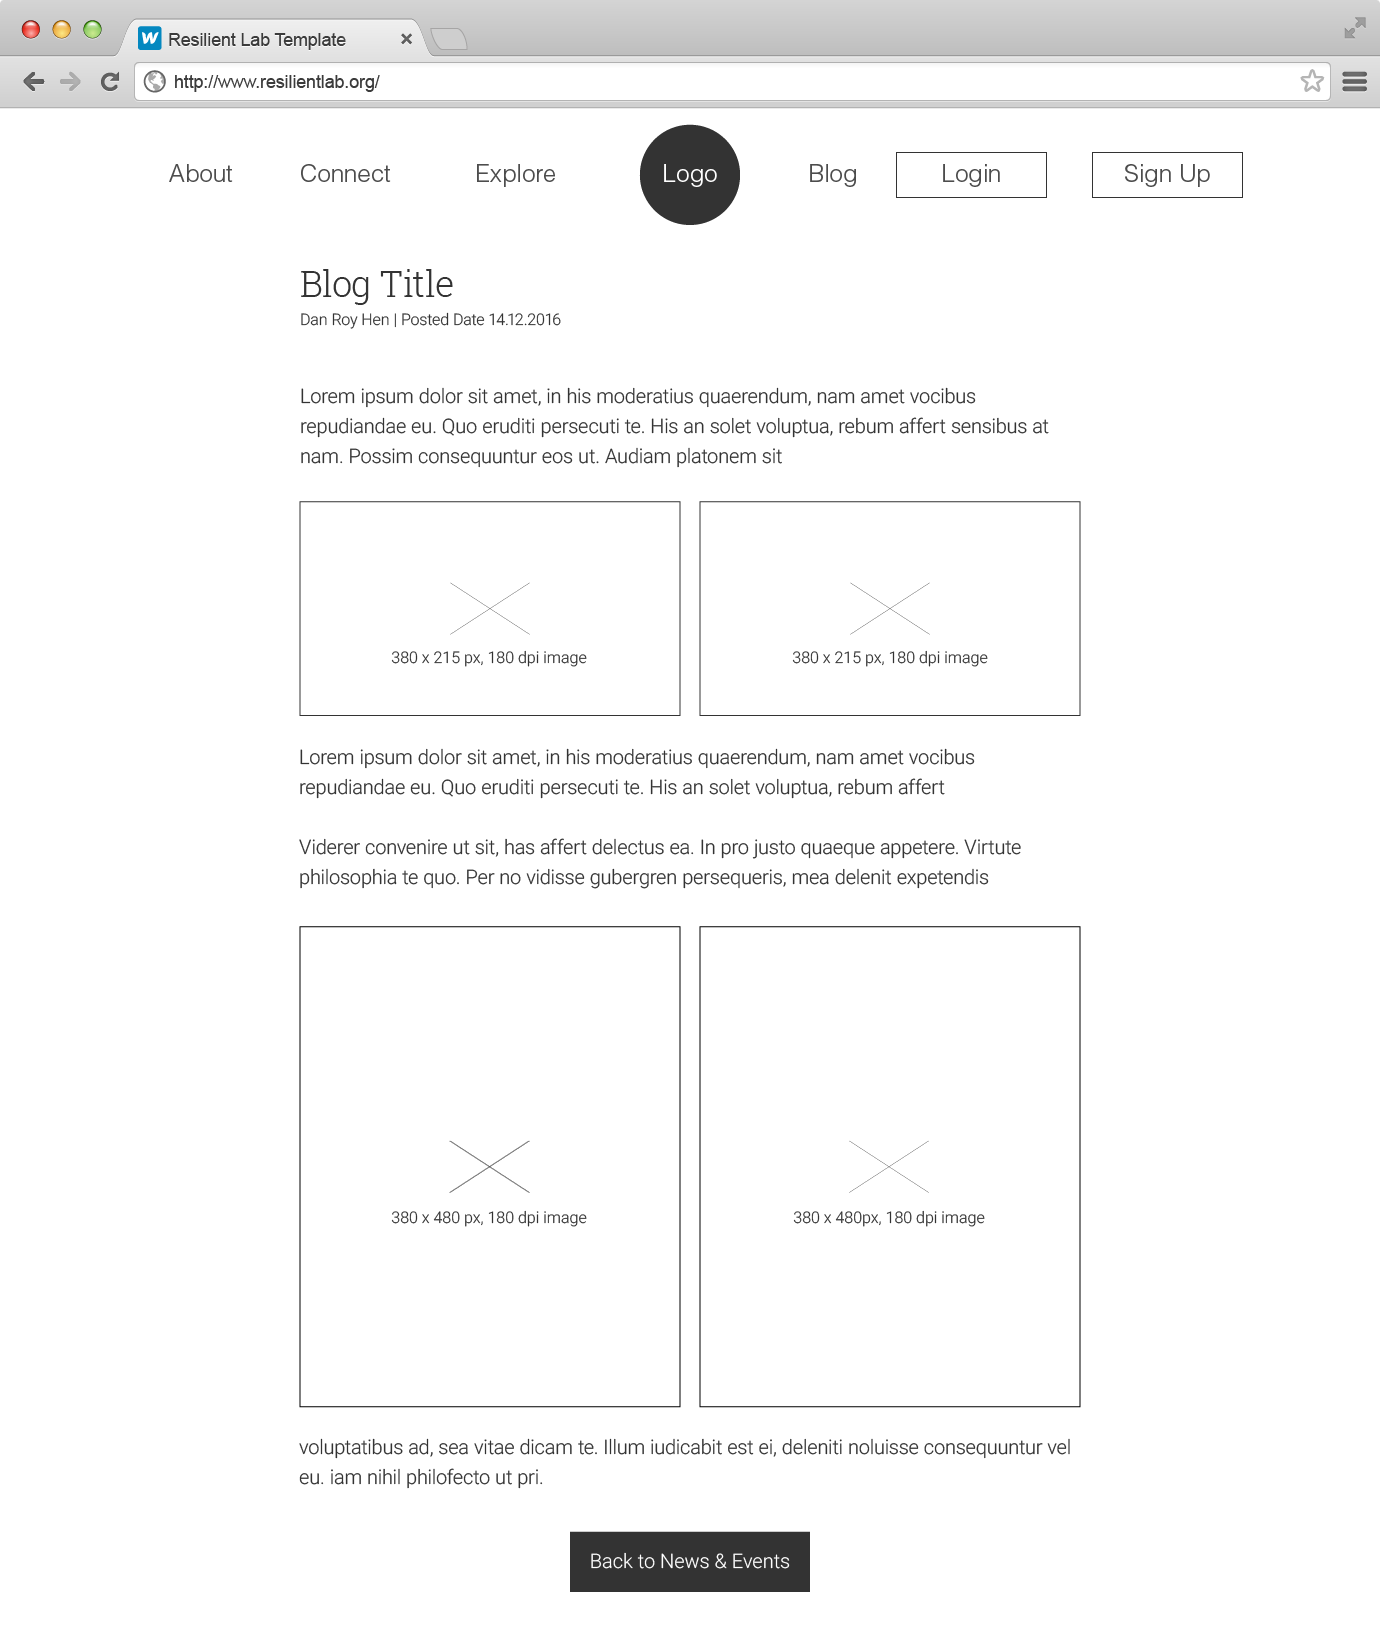 Resilient Lab Template
http://www.resilientlab.org/
About Connect Explore Logo Blog Login Sign Up
Blog Title
Dan Roy Hen | Posted Date 14.12.2016
Lorem ipsum dolor sit amet, in his moderatius quaerendum, nam amet vocibus
repudiandae eu. Quo eruditi persecuti te. His an solet voluptua, rebum affert sensibus at
nam. Possim consequuntur eos ut. Audiam platonem sit
380 x 215 px, 180 dpi image 380 x 215 px, 180 dpi image
Lorem ipsum dolor sit amet, in his moderatius quaerendum, nam amet vocibus
repudiandae eu. Quo eruditi persecuti te. His an solet voluptua, rebum affert
Viderer convenire ut sit, has affert delectus ea. In pro justo quaeque appetere. Virtute
philosophia te quo. Per no vidisse gubergren persequeris, mea delenit expetendis
380 x 480 px, 180 dpi image 380 x 480px, 180 dpi image
voluptatibus ad, sea vitae dicam te. Illum iudicabit est ei, deleniti noluisse consequuntur vel
eu. iam nihil philofecto ut pri.
Back to News & Events